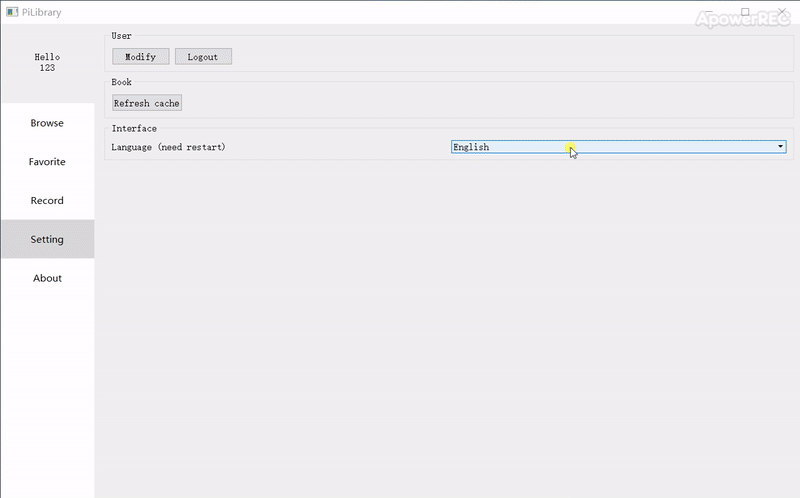 PiLibrary
ApowerREC
Hello
123
Browse
Favorite
Record
Setting
About
User
Modify
Logout
Book
Refresh cache
Interface
Language (need restart)
English